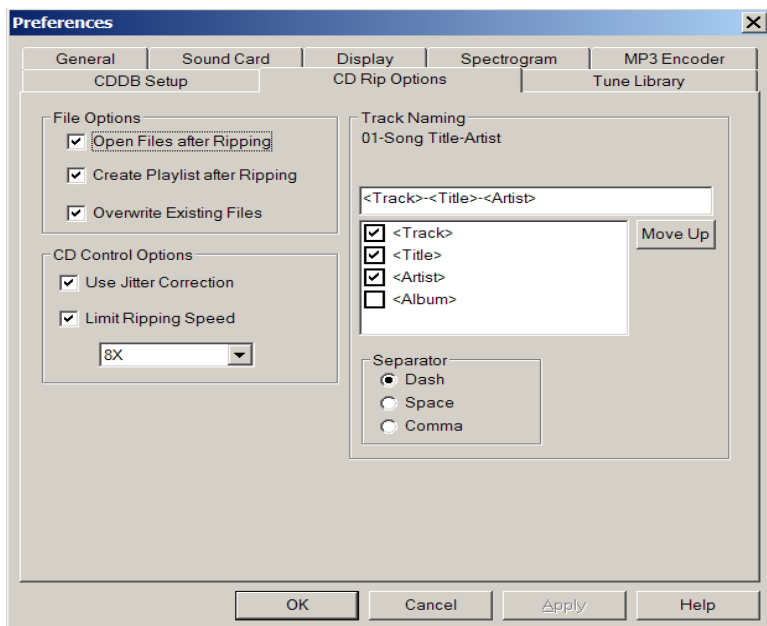 Preferences
General
Sound Card
Display
Spectrogram
MP3 Encoder
CDDB Setup
CD Rip Options
Tune Library
File Options
Open Files after Ripping
Create Playlist after Ripping
Overwrite Existing Files
CD Control Options
Use Jitter Correction
Limit Ripping Speed
8X
Track Naming
01-Song Title-Artist
<Track>-<Title>-<Artist>
<Track>
<Title>
<Artist>
<Album>
Move Up
Separator
Dash
Space
Comma
OK
Cancel
Apply
Help